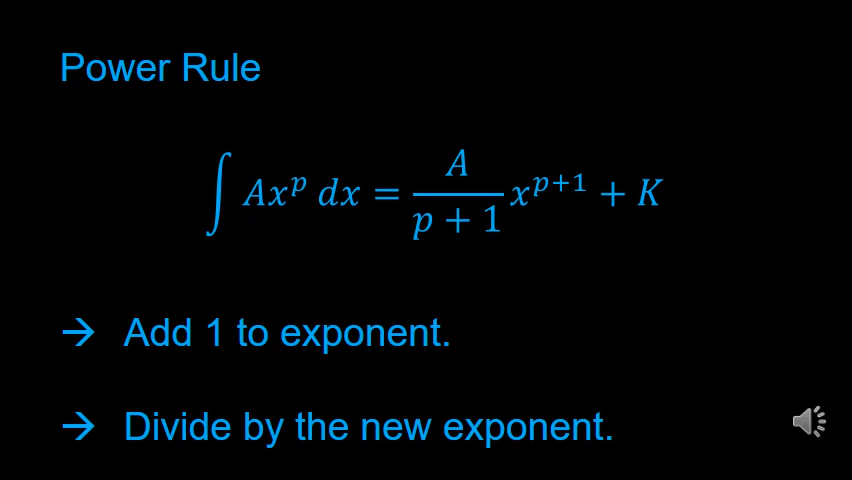 Power Rule
∫ Axᵖ dx = A/(p + 1) xᵖ⁺¹ + K
→ Add 1 to exponent.
→ Divide by the new exponent.